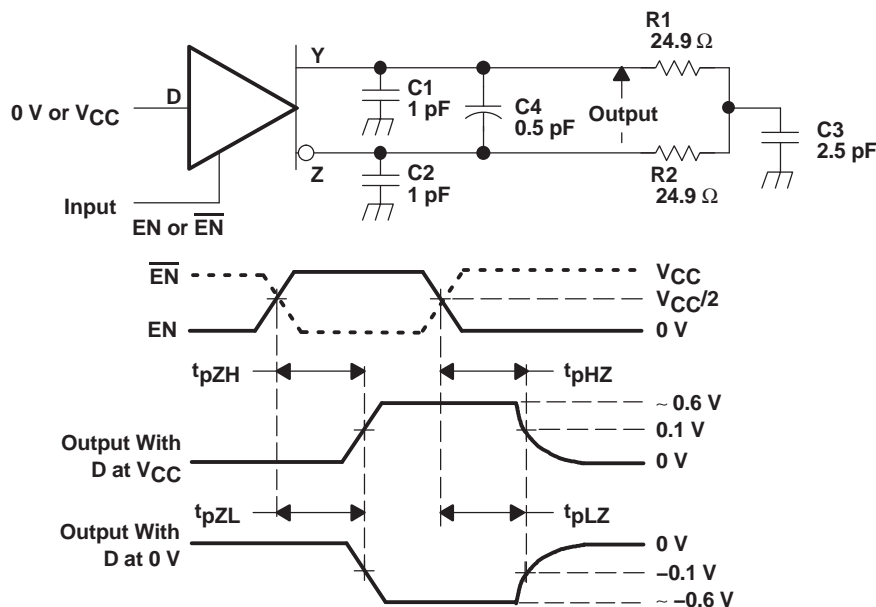 R1
24.9 Ω
Y
D
0 V or VCC
C1
1 pF
C4
0.5 pF
Output
C3
2.5 pF
Z
C2
1 pF
R2
24.9 Ω
Input
EN or E̅N̅
E̅N̅
VCC
VCC/2
EN
0 V
tpZH
tpHZ
~ 0.6 V
0.1 V
Output With
D at VCC
0 V
tpZL
tpLZ
Output With
D at 0 V
0 V
–0.1 V
~ –0.6 V